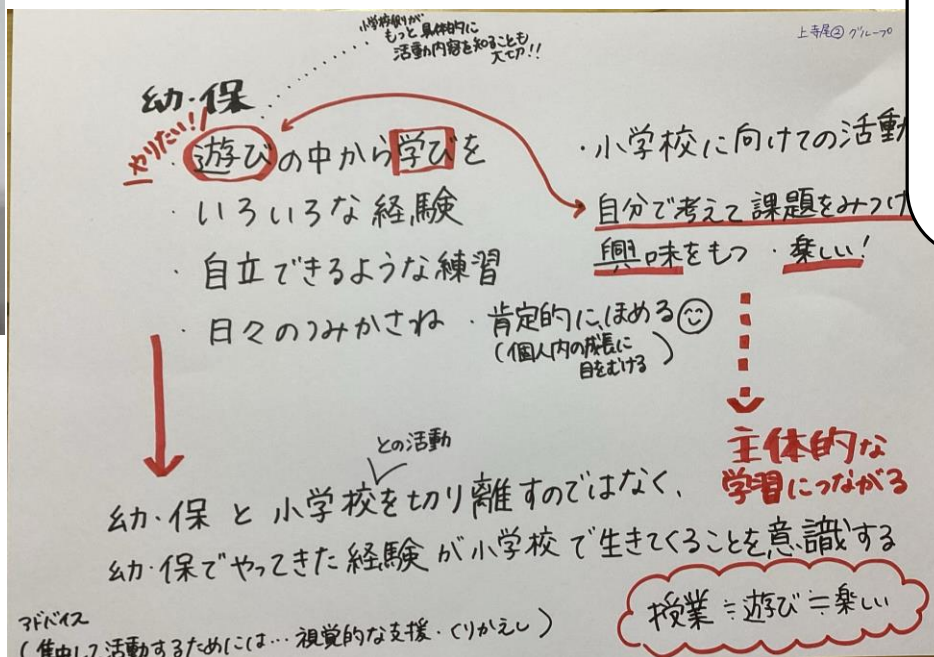 小学校側が
もっと具体的に
活動内容を知ることも
大切!!
上寺尾② グループ
幼・保
やりたい!
・遊びの中から学びを
・いろいろな経験
・自立できるような練習
・日々のつみかさね
・肯定的に、ほめる
(個人内の成長に
目をむける)
・小学校に向けての活動
自分で考えて課題をみつけ
興味をもつ ・楽しい!
主体的な
学習につながる
との活動
幼・保 と 小学校を切り離すのではなく、
幼・保でやってきた経験が小学校で生きてくることを意識する
授業≒遊び≒楽しい
アドバイス
(集中して活動するためには…視覚的な支援・くりかえし)